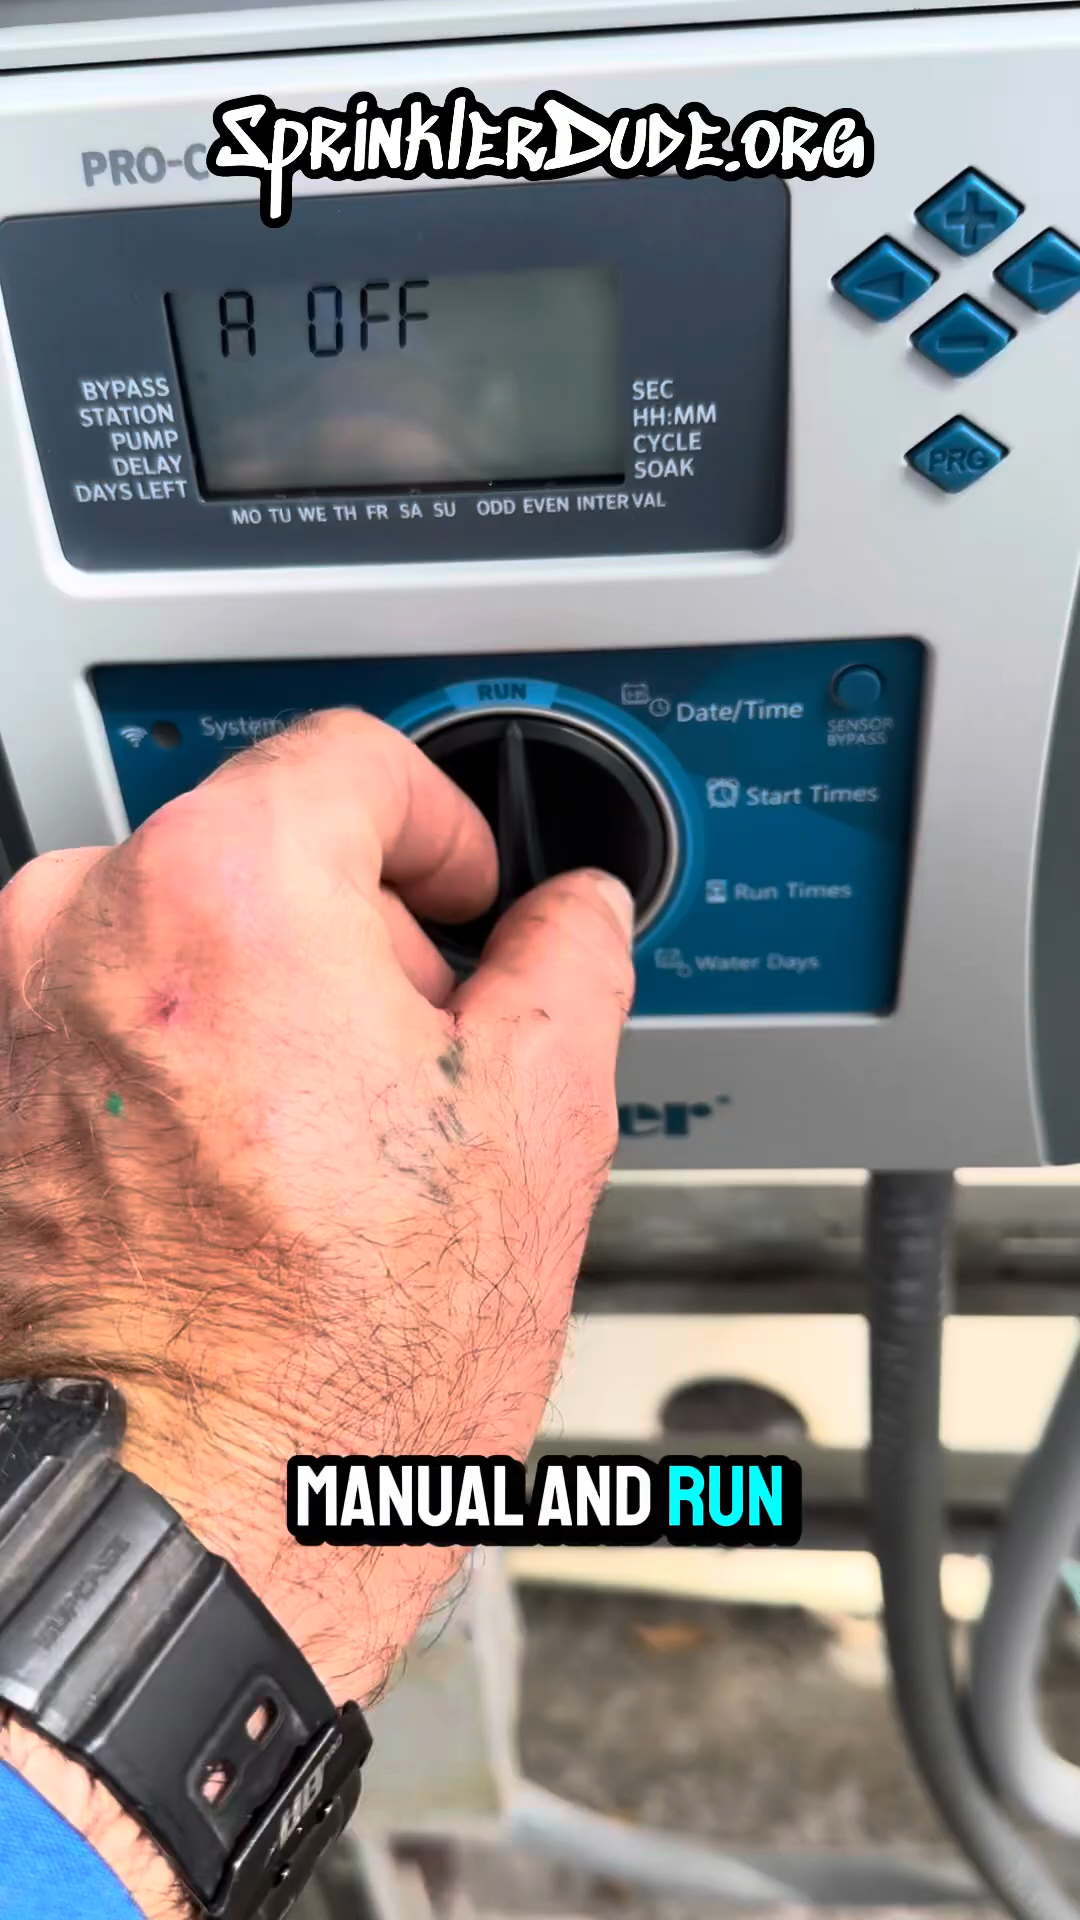 SprinklerDude.org
PRO-C
A OFF
BYPASS
STATION
PUMP
DELAY
DAYS LEFT
SEC
HH:MM
CYCLE
SOAK
MO TU WE TH FR SA SU ODD EVEN INTERVAL
PRG
RUN
System
Date/Time
SENSOR
BYPASS
Start Times
Run Times
Water Days
er
MANUAL AND RUN